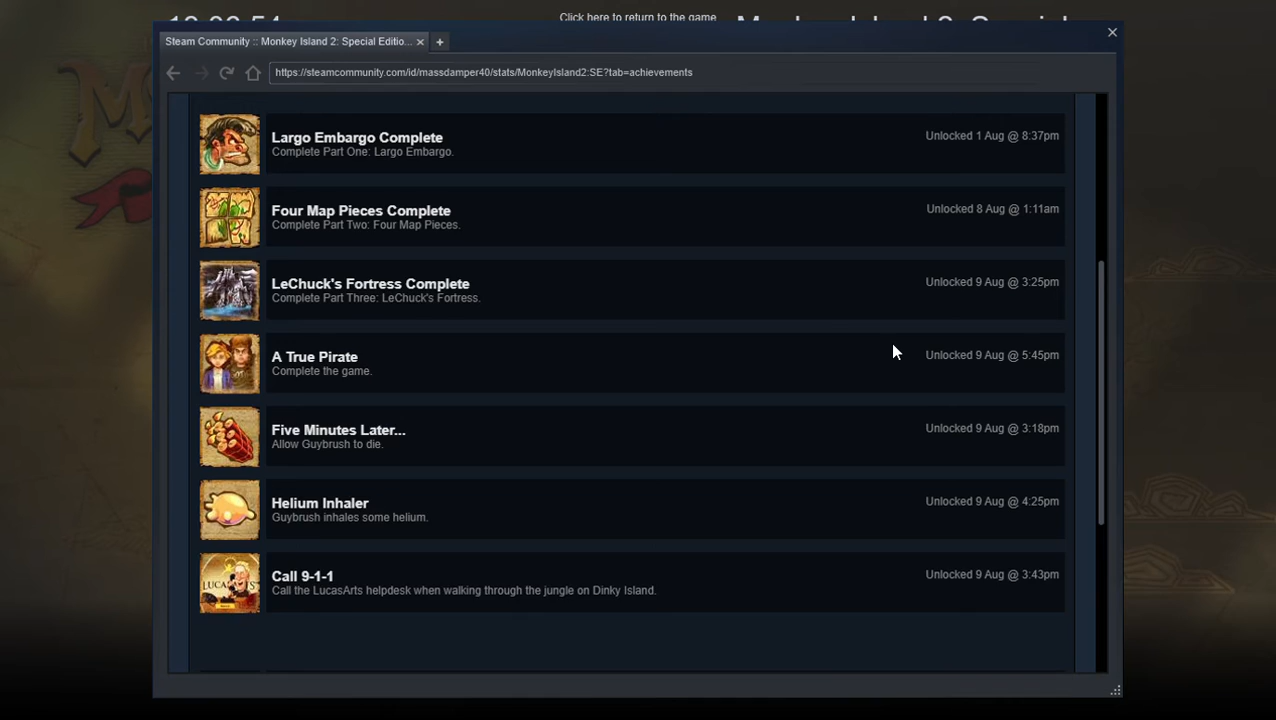 Click here to return to the game
Steam Community :: Monkey Island 2: Special Editio...
https://steamcommunity.com/id/massdamper40/stats/MonkeyIsland2:SE?tab=achievements
Largo Embargo Complete
Unlocked 1 Aug @ 8:37pm
Complete Part One: Largo Embargo.
Four Map Pieces Complete
Unlocked 8 Aug @ 1:11am
Complete Part Two: Four Map Pieces.
LeChuck's Fortress Complete
Unlocked 9 Aug @ 3:25pm
Complete Part Three: LeChuck's Fortress.
A True Pirate
Unlocked 9 Aug @ 5:45pm
Complete the game.
Five Minutes Later...
Unlocked 9 Aug @ 3:18pm
Allow Guybrush to die.
Helium Inhaler
Unlocked 9 Aug @ 4:25pm
Guybrush inhales some helium.
Call 9-1-1
Unlocked 9 Aug @ 3:43pm
Call the LucasArts helpdesk when walking through the jungle on Dinky Island.